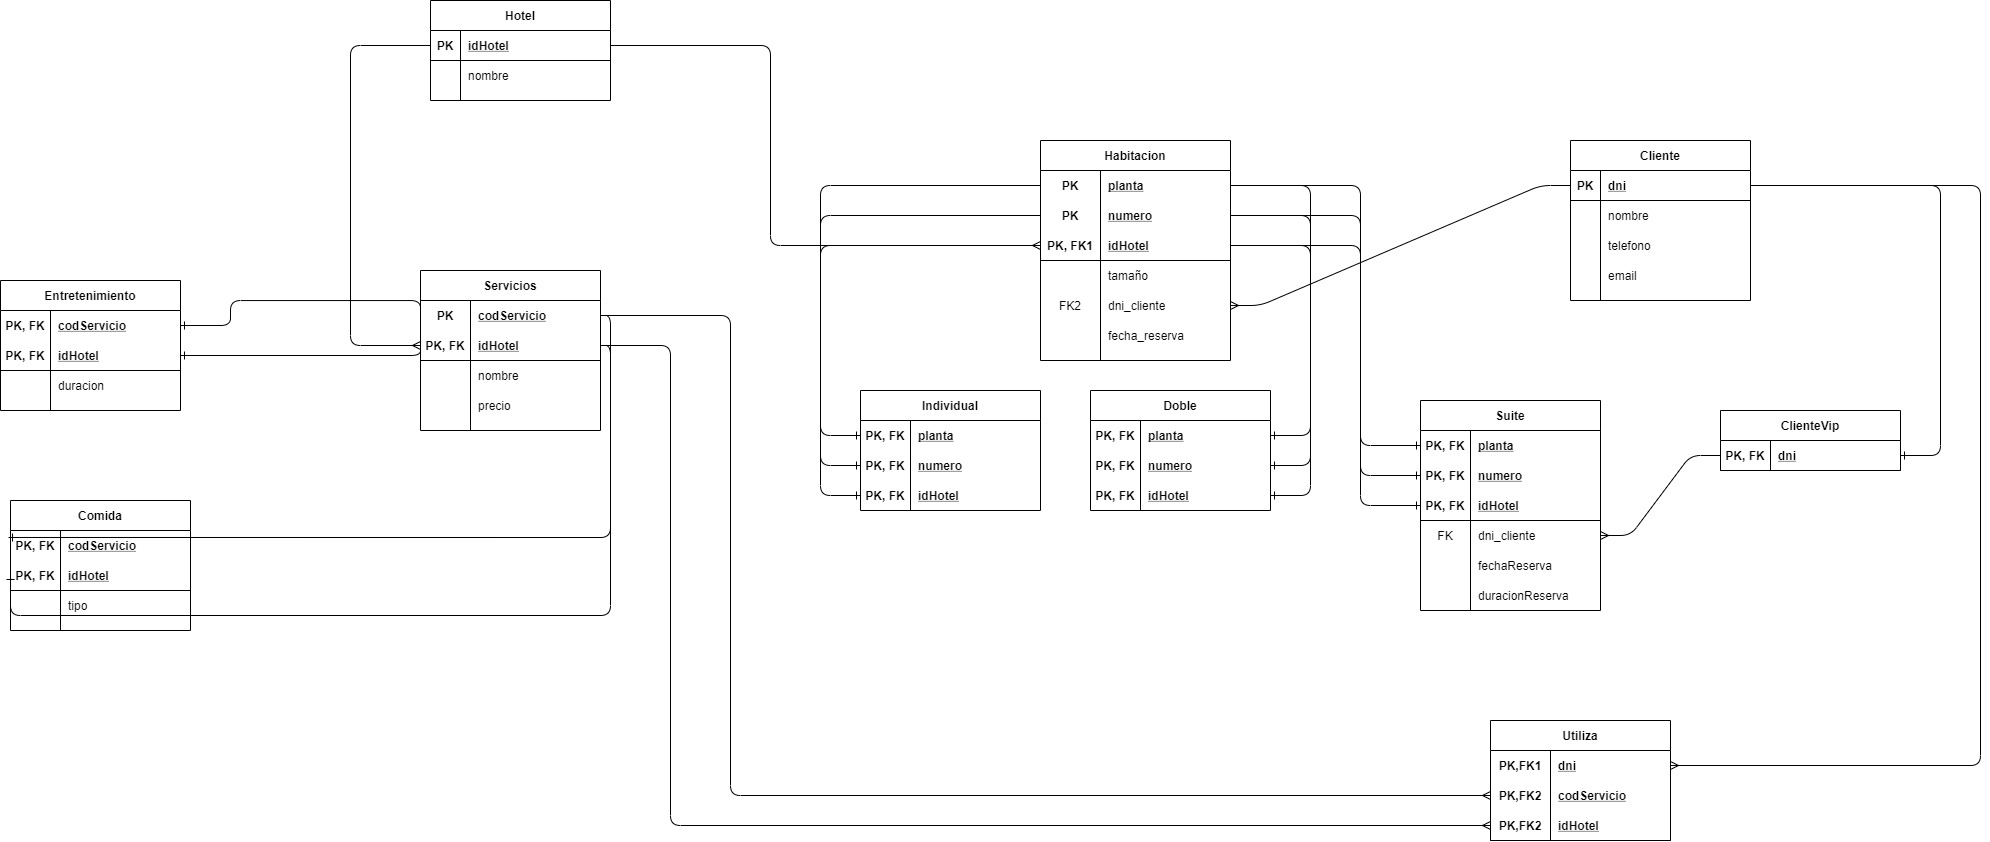 Hotel
PK idHotel
nombre
Habitacion
PK planta
PK numero
PK, FK1 idHotel
tamaño
FK2 dni_cliente
fecha_reserva
Cliente
PK dni
nombre
telefono
email
Entretenimiento
PK, FK codServicio
PK, FK idHotel
duracion
Servicios
PK codServicio
PK, FK idHotel
nombre
precio
Individual
PK, FK planta
PK, FK numero
PK, FK idHotel
Doble
PK, FK planta
PK, FK numero
PK, FK idHotel
Suite
PK, FK planta
PK, FK numero
PK, FK idHotel
FK dni_cliente
fechaReserva
duracionReserva
ClienteVip
PK, FK dni
Comida
PK, FK codServicio
PK, FK idHotel
tipo
Utiliza
PK,FK1 dni
PK,FK2 codServicio
PK,FK2 idHotel